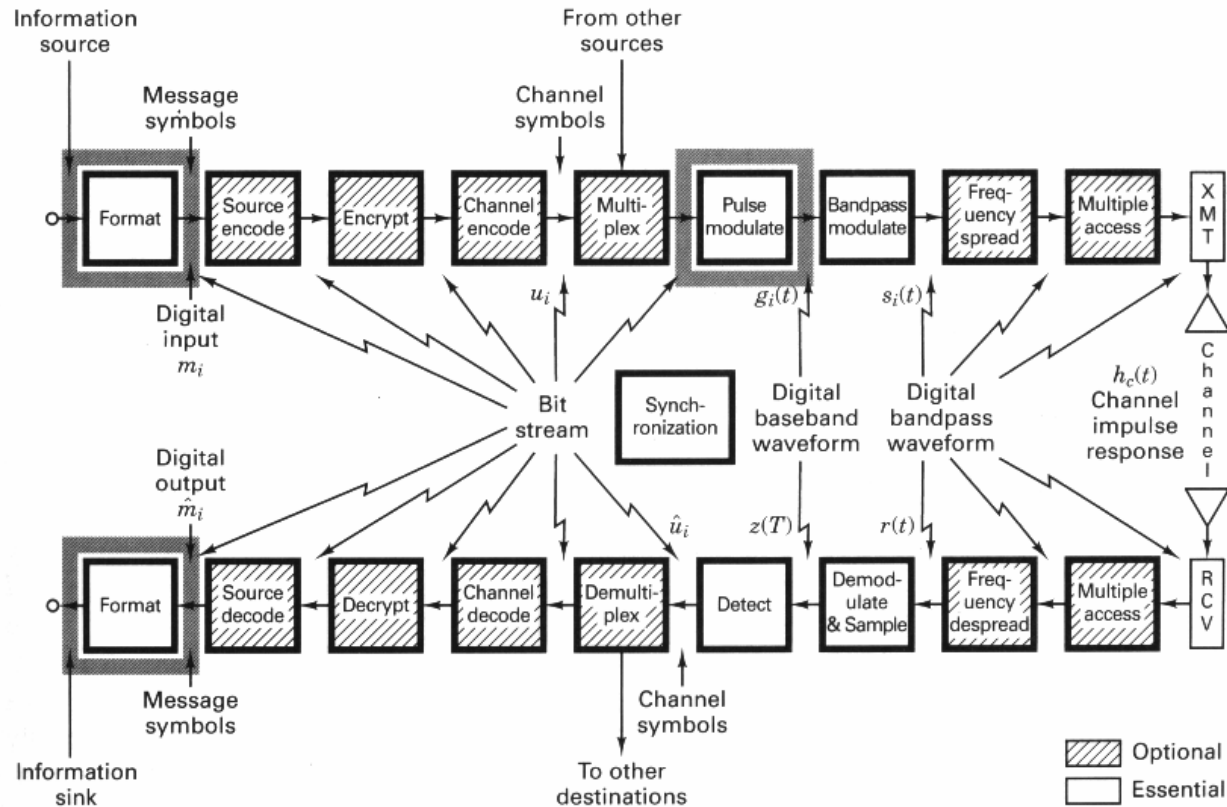 Information
source
From other
sources
Message
symbols
Channel
symbols
Format
Source
encode
Encrypt
Channel
encode
Multi-
plex
Pulse
modulate
Bandpass
modulate
Freq-
uency
spread
Multiple
access
X
M
T
Digital
input
m_i
u_i
g_i(t)
s_i(t)
Bit
stream
Synch-
ronization
Digital
baseband
waveform
Digital
bandpass
waveform
h_c(t)
Channel
impulse
response
C
h
a
n
n
e
l
Digital
output
m̂_i
û_i
z(T)
r(t)
Format
Source
decode
Decrypt
Channel
decode
Demulti-
plex
Detect
Demod-
ulate
& Sample
Freq-
uency
despread
Multiple
access
R
C
V
Message
symbols
Channel
symbols
Information
sink
To other
destinations
Optional
Essential